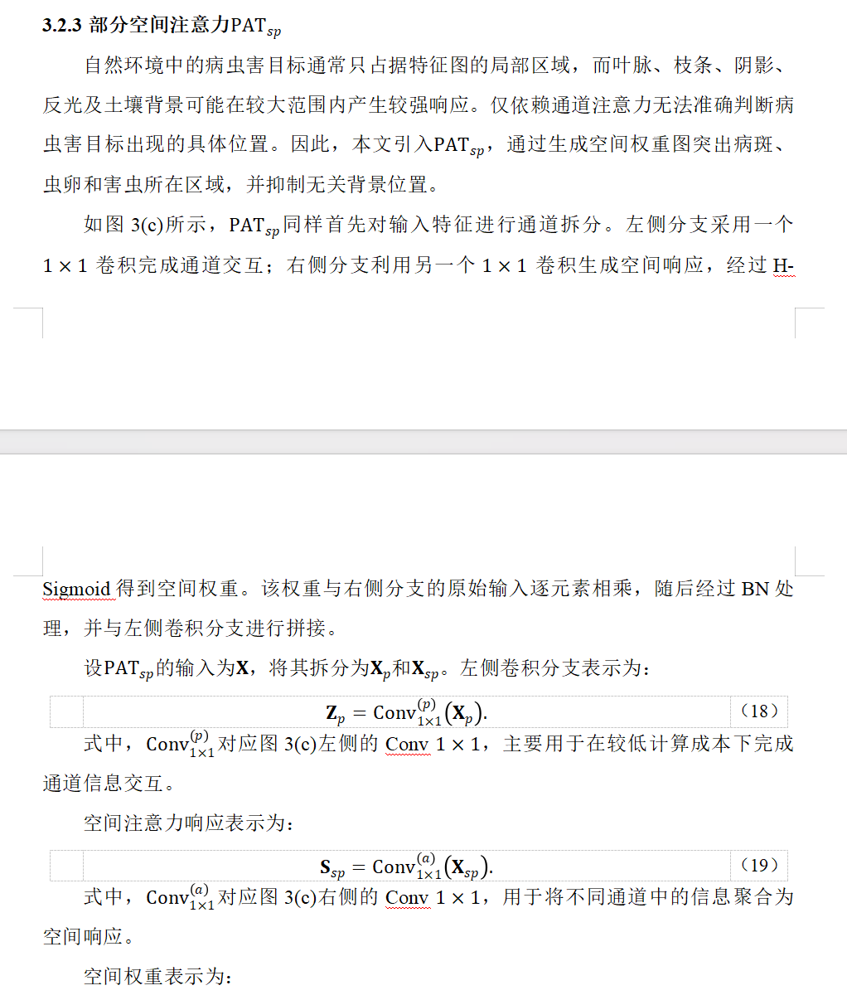 3.2.3 部分空间注意力PATsp
自然环境中的病虫害目标通常只占据特征图的局部区域，而叶脉、枝条、阴影、
反光及土壤背景可能在较大范围内产生较强响应。仅依赖通道注意力无法准确判断病
虫害目标出现的具体位置。因此，本文引入PATsp，通过生成空间权重图突出病斑、
虫卵和害虫所在区域，并抑制无关背景位置。
如图 3(c)所示，PATsp同样首先对输入特征进行通道拆分。左侧分支采用一个
1 × 1 卷积完成通道交互；右侧分支利用另一个 1 × 1 卷积生成空间响应，经过 H-
Sigmoid 得到空间权重。该权重与右侧分支的原始输入逐元素相乘，随后经过 BN 处
理，并与左侧卷积分支进行拼接。
设PATsp的输入为X，将其拆分为Xp和Xsp。左侧卷积分支表示为：
Zp = Conv1×1(p)(Xp). （18）
式中，Conv1×1(p)对应图 3(c)左侧的 Conv 1 × 1，主要用于在较低计算成本下完成
通道信息交互。
空间注意力响应表示为：
Ssp = Conv1×1(a)(Xsp). （19）
式中，Conv1×1(a)对应图 3(c)右侧的 Conv 1 × 1，用于将不同通道中的信息聚合为
空间响应。
空间权重表示为：